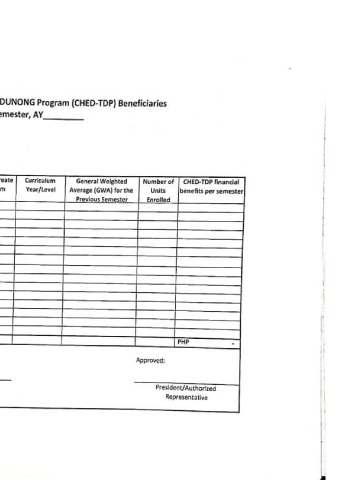 DUNONG Program (CHED-TDP) Beneficiaries
emester, AY_________
reate Curriculum General Weighted Number of CHED-TDP financial
m Year/Level Average (GWA) for the Units benefits per semester
Previous Semester Enrolled
PHP -
Approved:
President/Authorized
Representative